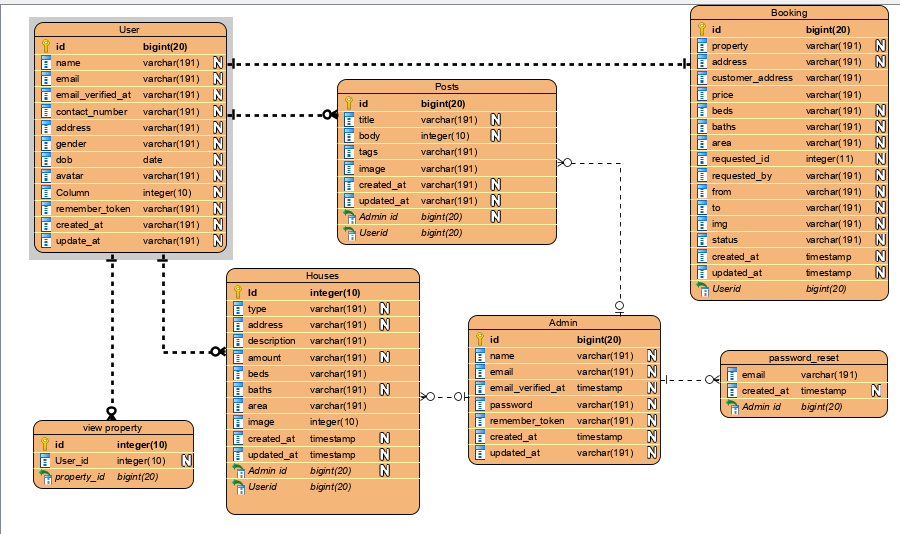 User
id bigint(20)
name varchar(191) N
email varchar(191) N
email_verified_at varchar(191) N
contact_number varchar(191) N
address varchar(191) N
gender varchar(191) N
dob date N
avatar varchar(191) N
Column integer(10) N
remember_token varchar(191) N
created_at varchar(191) N
update_at varchar(191) N
Posts
id bigint(20)
title varchar(191) N
body integer(10) N
tags varchar(191)
image varchar(191)
created_at varchar(191) N
updated_at varchar(191) N
Admin id bigint(20) N
Userid bigint(20)
Booking
id bigint(20)
property varchar(191) N
address varchar(191) N
customer_address varchar(191)
price varchar(191)
beds varchar(191) N
baths varchar(191) N
area varchar(191) N
requested_id integer(11) N
requested_by varchar(191) N
from varchar(191) N
to varchar(191) N
img varchar(191) N
status varchar(191) N
created_at timestamp N
updated_at timestamp N
Userid bigint(20)
Houses
Id integer(10)
type varchar(191) N
address varchar(191) N
description varchar(191)
amount varchar(191) N
beds varchar(191)
baths varchar(191) N
area varchar(191)
image integer(10)
created_at timestamp N
updated_at timestamp N
Admin id bigint(20) N
Userid bigint(20)
Admin
id bigint(20)
name varchar(191) N
email varchar(191) N
email_verified_at timestamp N
password varchar(191) N
remember_token varchar(191) N
created_at timestamp N
updated_at varchar(191) N
password_reset
email varchar(191)
created_at timestamp N
Admin id bigint(20)
view property
id integer(10)
User_id integer(10) N
property_id bigint(20)